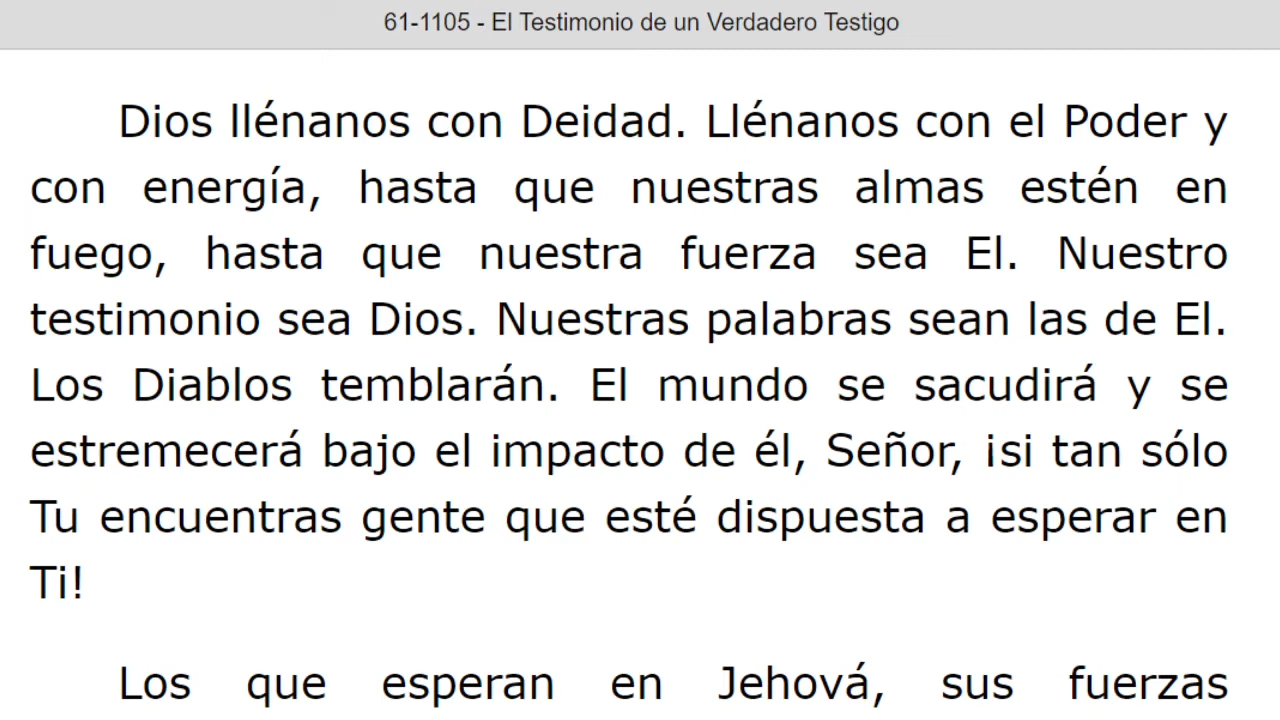 61-1105 - El Testimonio de un Verdadero Testigo
Dios llénanos con Deidad. Llénanos con el Poder y
con energía, hasta que nuestras almas estén en
fuego, hasta que nuestra fuerza sea El. Nuestro
testimonio sea Dios. Nuestras palabras sean las de El.
Los Diablos temblarán. El mundo se sacudirá y se
estremecerá bajo el impacto de él, Señor, ¡si tan sólo
Tu encuentras gente que esté dispuesta a esperar en
Ti!
Los que esperan en Jehová, sus fuerzas